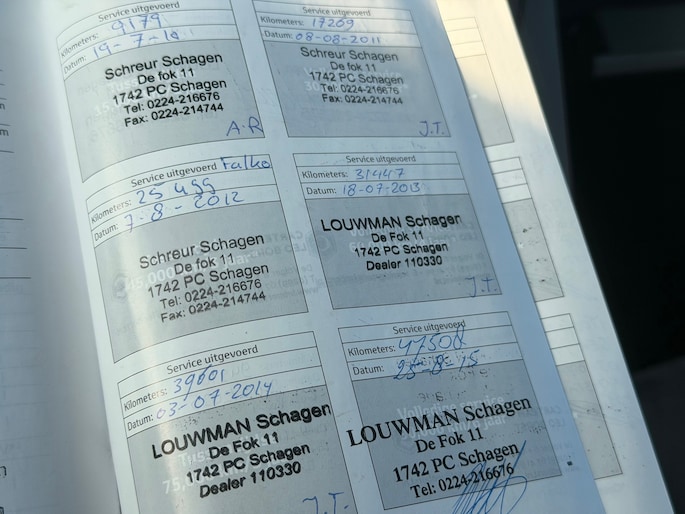 Service uitgevoerd
Kilometers: 9179
Datum: 19-7-10
Schreur Schagen
De fok 11
1742 PC Schagen
Tel: 0224-216676
Fax: 0224-214744
A.R
Kilometers: 17269
Datum: 08-08-2011
Schreur Schagen
De fok 11
1742 PC Schagen
Tel: 0224-216676
Fax: 0224-214744
J.T.
Service uitgevoerd Falko
Kilometers: 25499
Datum: 7-8-2012
Schreur Schagen
De fok 11
1742 PC Schagen
Tel: 0224-216676
Fax: 0224-214744
Service uitgevoerd
Kilometers: 31447
Datum: 18-07-2013
LOUWMAN Schagen
De Fok 11
1742 PC Schagen
Dealer 110330
J.T.
Service uitgevoerd
Kilometers: 39601
Datum: 03-07-2014
LOUWMAN Schagen
De Fok 11
1742 PC Schagen
Dealer 110330
J.T.
Service uitgevoerd
Kilometers: 47500
Datum: 25-8-15
LOUWMAN Schagen
De Fok 11
1742 PC Schagen
Tel: 0224-216676